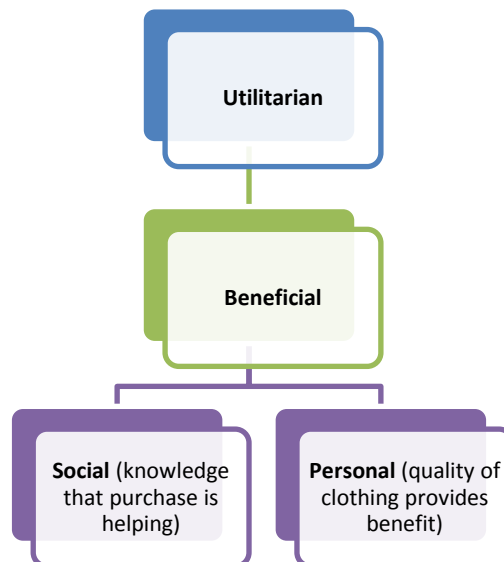 Utilitarian
Beneficial
Social (knowledge
that purchase is
helping)
Personal (quality of
clothing provides
benefit)